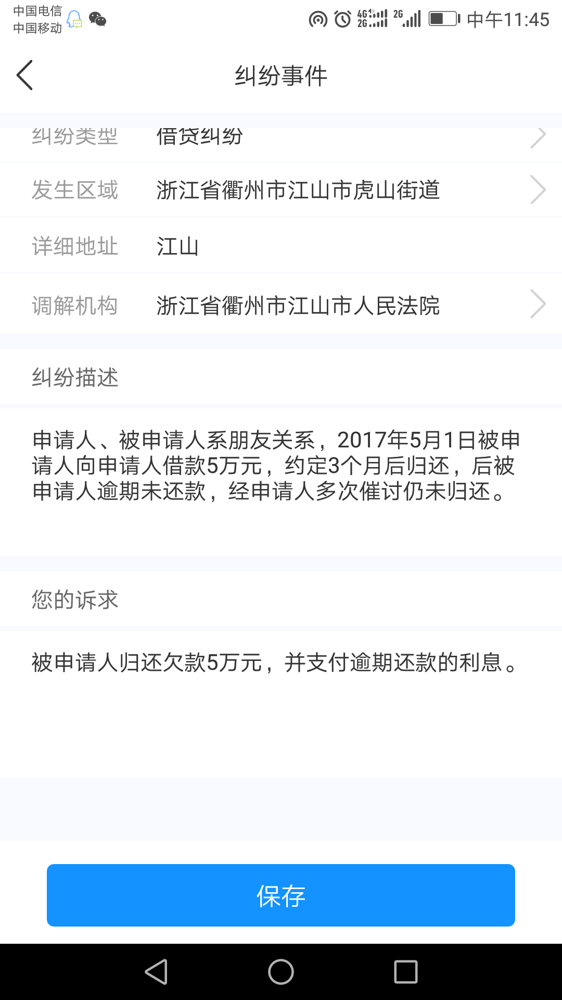 中国电信
中国移动
4G 2G 2G 中午11:45
纠纷事件
纠纷类型 借贷纠纷
发生区域 浙江省衢州市江山市虎山街道
详细地址 江山
调解机构 浙江省衢州市江山市人民法院
纠纷描述
申请人、被申请人系朋友关系，2017年5月1日被申
请人向申请人借款5万元，约定3个月后归还，后被
申请人逾期未还款，经申请人多次催讨仍未归还。
您的诉求
被申请人归还欠款5万元，并支付逾期还款的利息。
保存